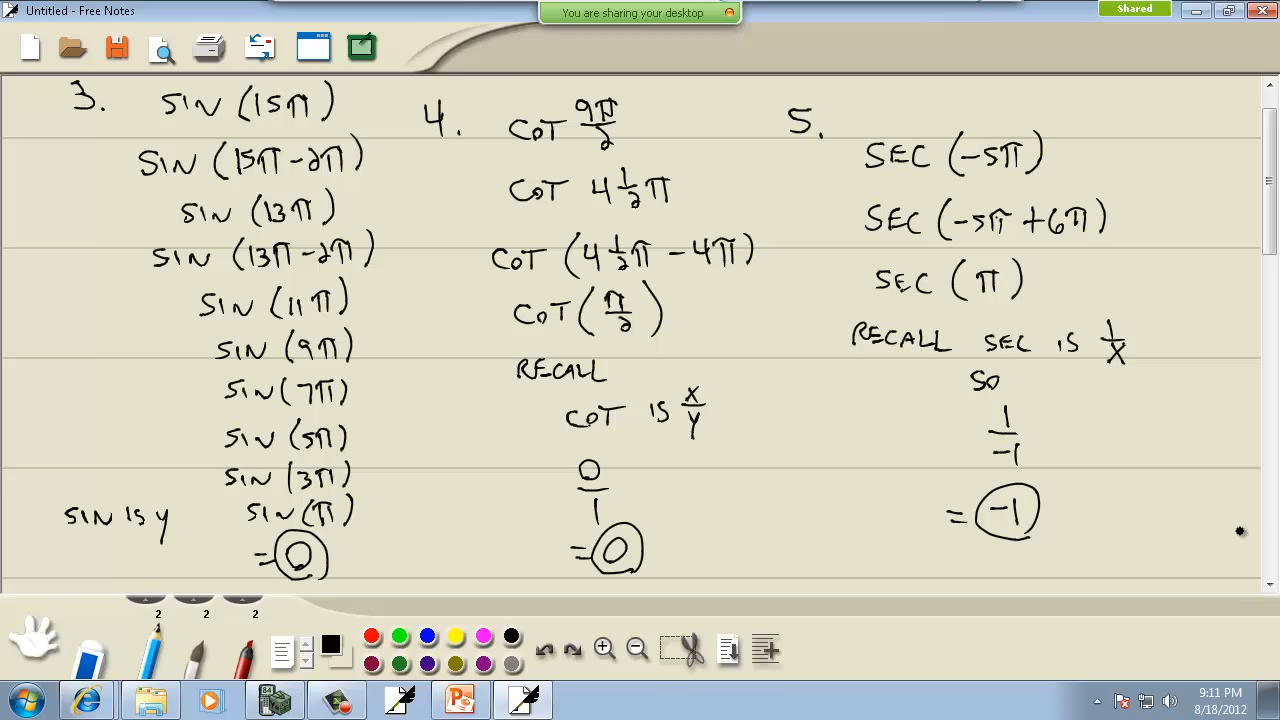 Untitled - Free Notes
You are sharing your desktop
Shared
3. SIN (15π)
SIN (15π - 2π)
SIN (13π)
SIN (13π - 2π)
SIN (11π)
SIN (9π)
SIN (7π)
SIN (5π)
SIN (3π)
SIN IS Y SIN (π)
= 0
4. COT 9π/2
COT 4 1/2 π
COT (4 1/2 π - 4π)
COT (π/2)
RECALL
COT IS X/Y
0/1
= 0
5. SEC (-5π)
SEC (-5π + 6π)
SEC (π)
RECALL SEC IS 1/X
SO
1/-1
= -1
2 2 2
84
9:11 PM
8/18/2012